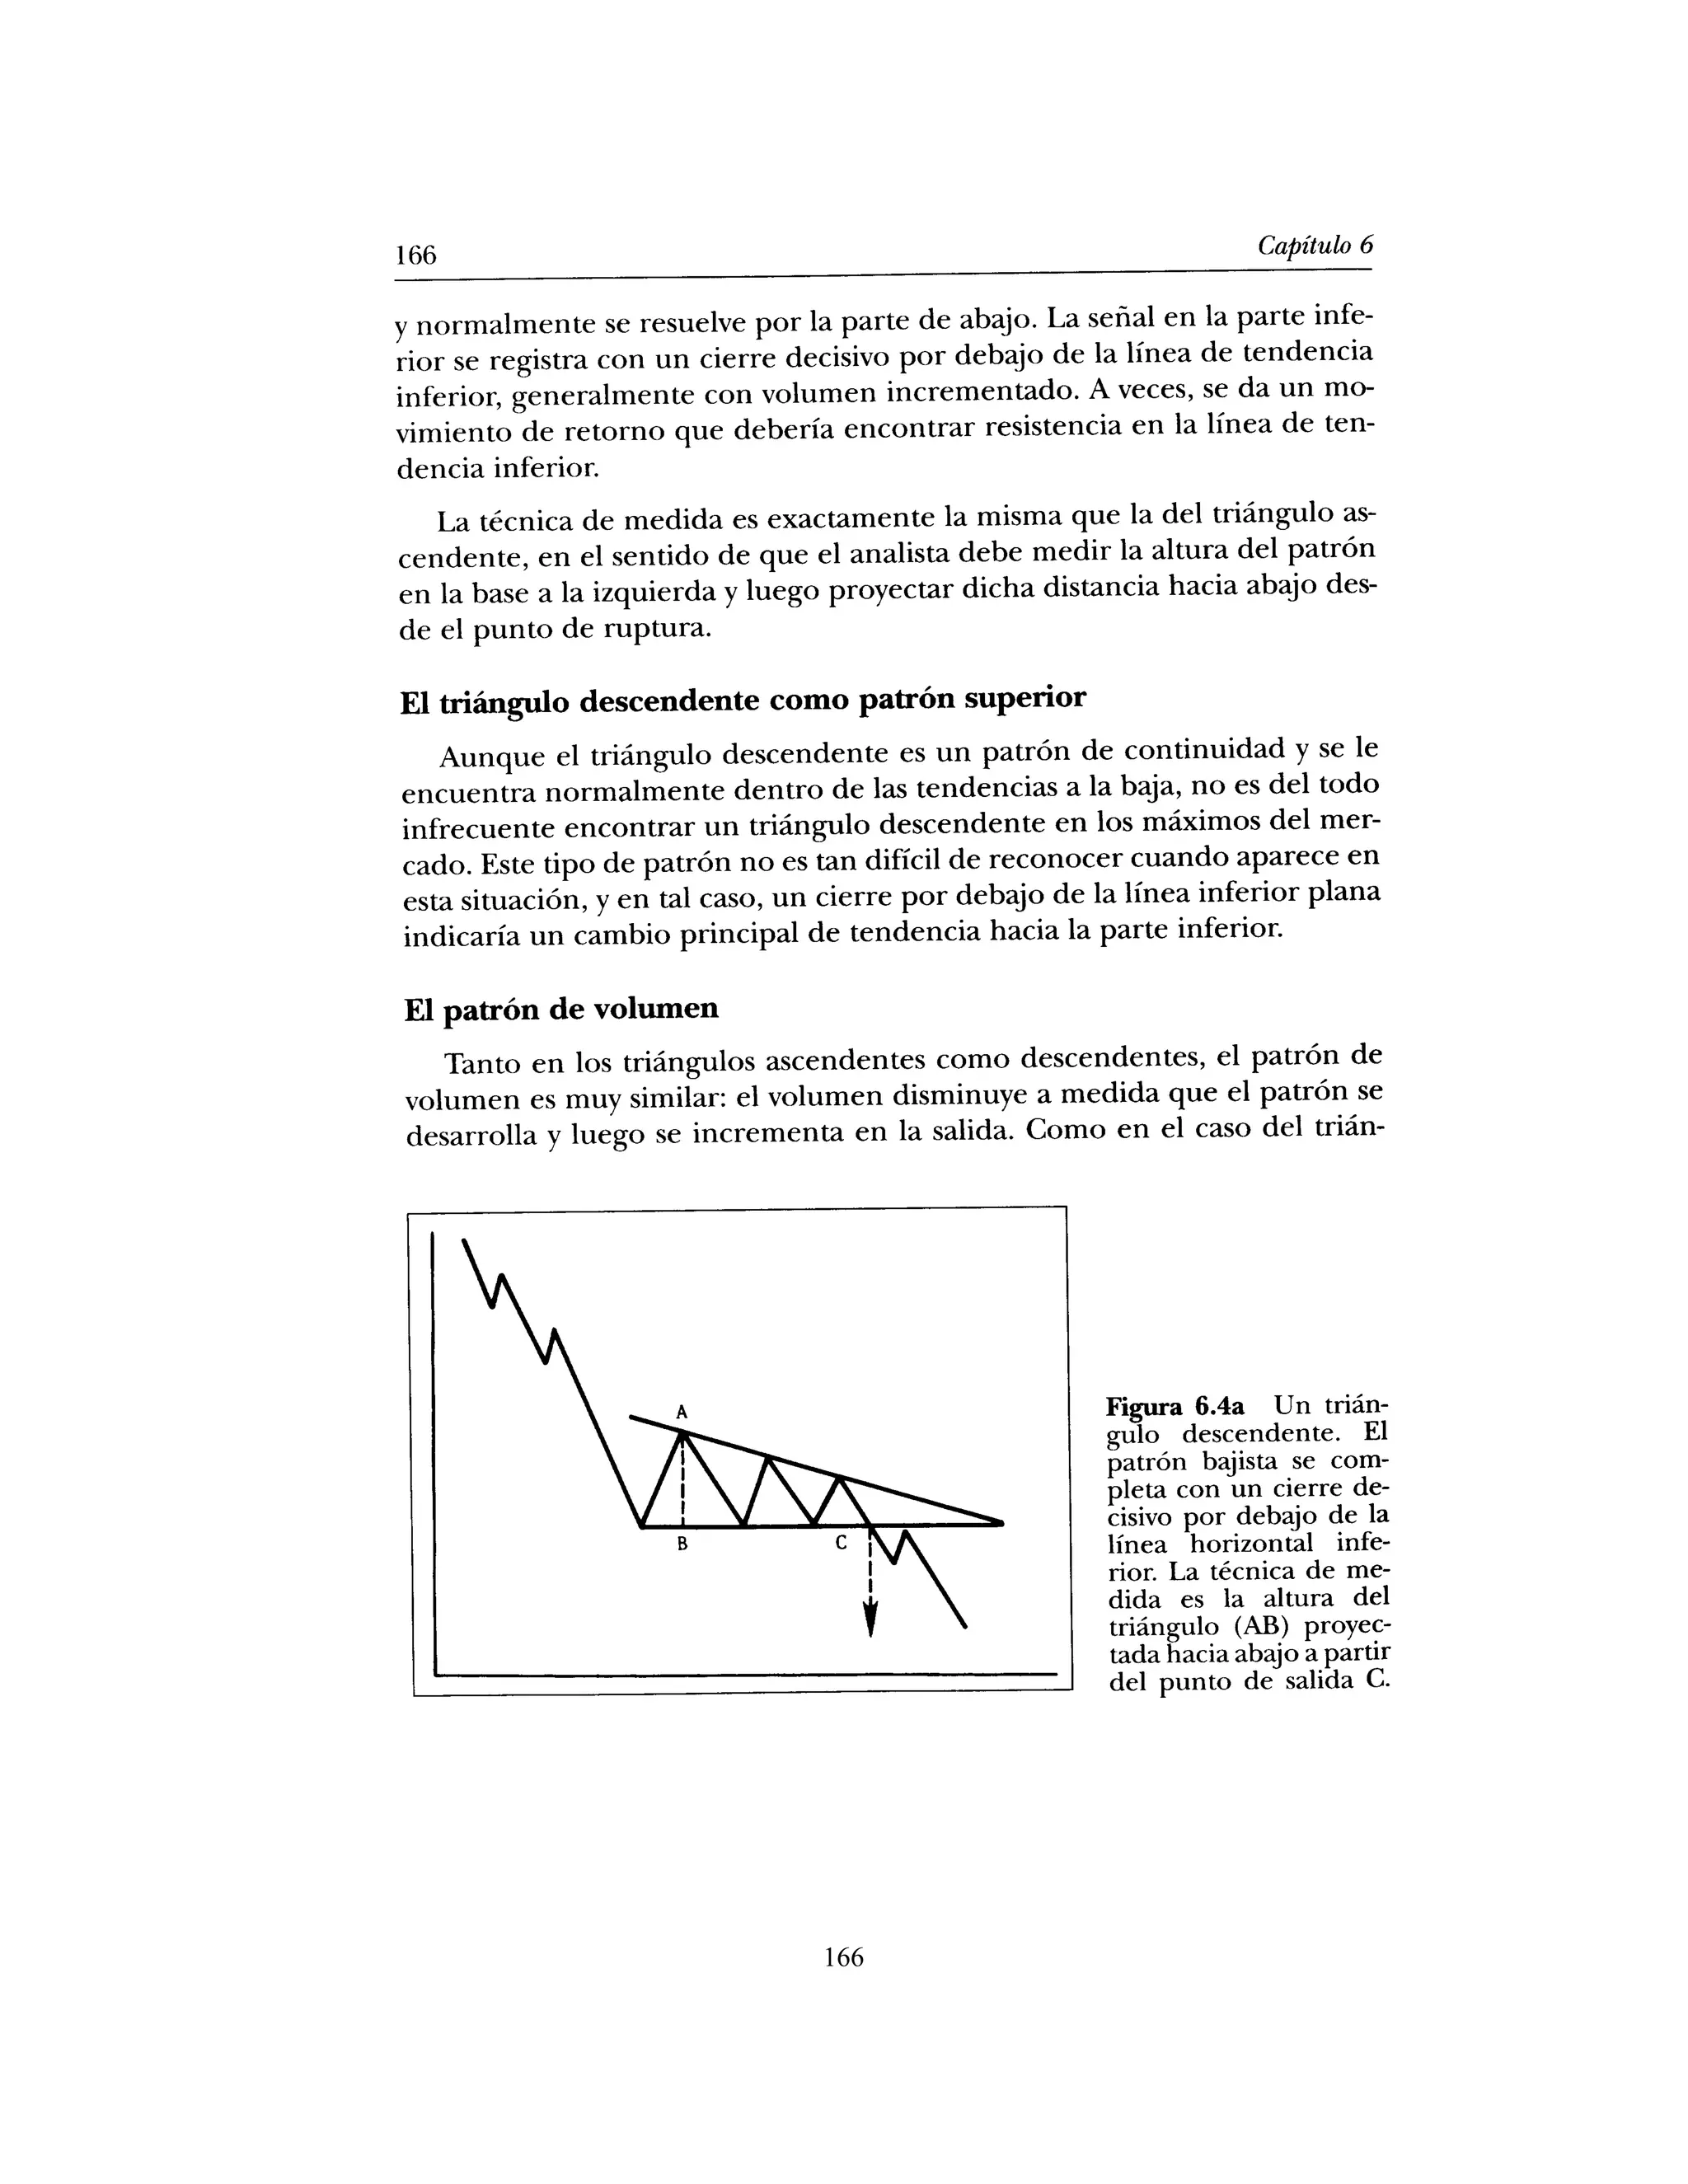 166
Capítulo 6
y normalmente se resuelve por la parte de abajo. La señal en la parte infe-
rior se registra con un cierre decisivo por debajo de la línea de tendencia
inferior, generalmente con volumen incrementado. A veces, se da un mo-
vimiento de retorno que debería encontrar resistencia en la línea de ten-
dencia inferior.
La técnica de medida es exactamente la misma que la del triángulo as-
cendente, en el sentido de que el analista debe medir la altura del patrón
en la base a la izquierda y luego proyectar dicha distancia hacia abajo des-
de el punto de ruptura.
El triángulo descendente como patrón superior
Aunque el triángulo descendente es un patrón de continuidad y se le
encuentra normalmente dentro de las tendencias a la baja, no es del todo
infrecuente encontrar un triángulo descendente en los máximos del mer-
cado. Este tipo de patrón no es tan difícil de reconocer cuando aparece en
esta situación, y en tal caso, un cierre por debajo de la línea inferior plana
indicaría un cambio principal de tendencia hacia la parte inferior.
El patrón de volumen
Tanto en los triángulos ascendentes como descendentes, el patrón de
volumen es muy similar: el volumen disminuye a medida que el patrón se
desarrolla y luego se incrementa en la salida. Como en el caso del trián-
A
B
C
Figura 6.4a Un trián-
gulo descendente. El
patrón bajista se com-
pleta con un cierre de-
cisivo por debajo de la
línea horizontal infe-
rior. La técnica de me-
dida es la altura del
triángulo (AB) proyec-
tada hacia abajo a partir
del punto de salida C.
166